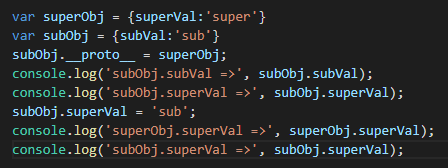 var superObj = {superVal:'super'}
var subObj = {subVal:'sub'}
subObj.__proto__ = superObj;
console.log('subObj.subVal =>', subObj.subVal);
console.log('subObj.superVal =>', subObj.superVal);
subObj.superVal = 'sub';
console.log('superObj.superVal =>', superObj.superVal);
console.log('subObj.superVal =>', subObj.superVal);